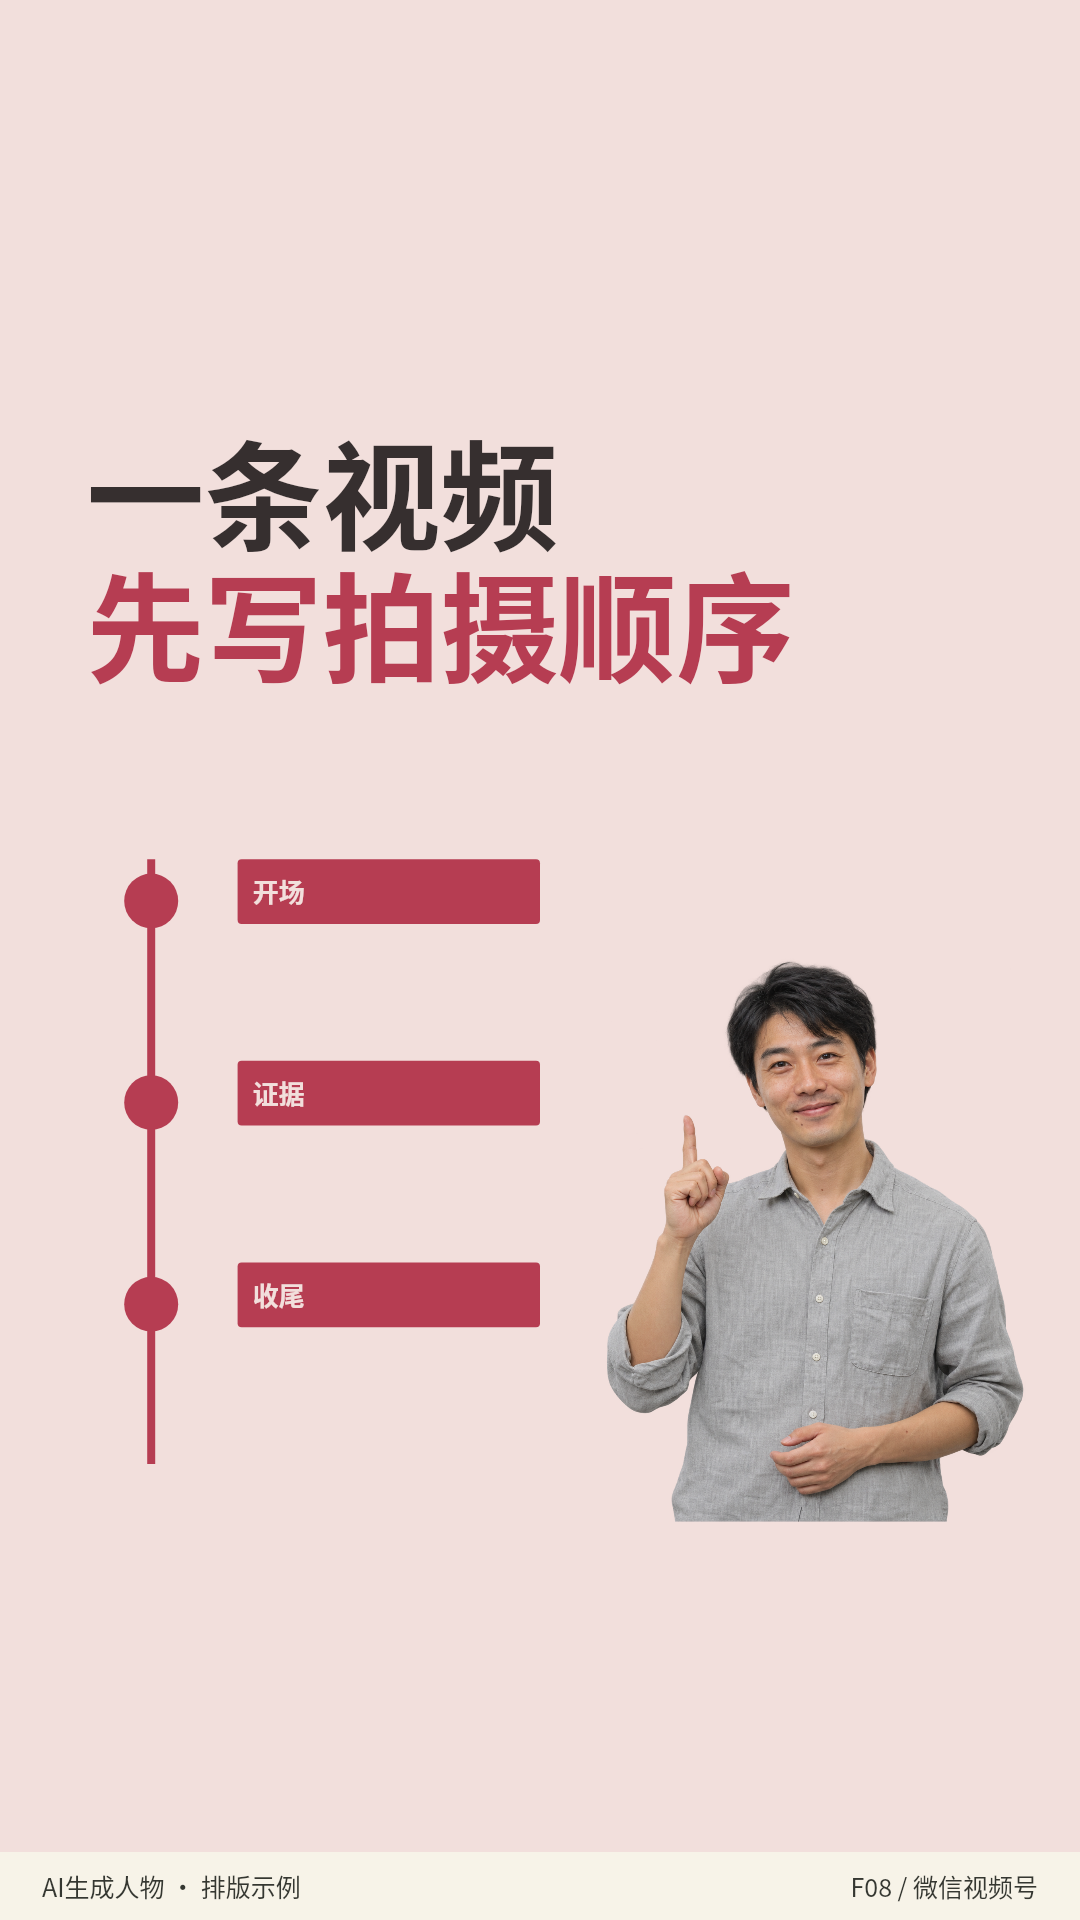 一条视频
先写拍摄顺序
开场
证据
收尾
AI生成人物 · 排版示例
F08 / 微信视频号